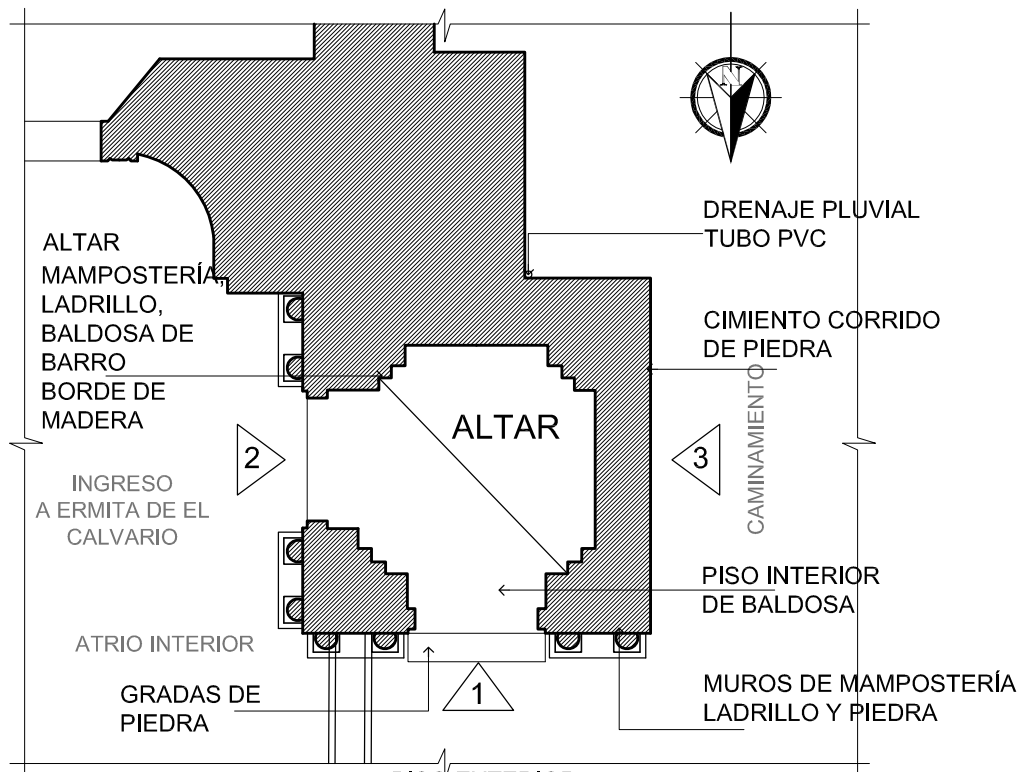 N
DRENAJE PLUVIAL
TUBO PVC
ALTAR
MAMPOSTERÍA,
LADRILLO,
BALDOSA DE
BARRO
BORDE DE
MADERA
CIMIENTO CORRIDO
DE PIEDRA
CAMINAMIENTO
ALTAR
2
3
INGRESO
A ERMITA DE EL
CALVARIO
PISO INTERIOR
DE BALDOSA
ATRIO INTERIOR
GRADAS DE
PIEDRA
1
MUROS DE MAMPOSTERÍA
LADRILLO Y PIEDRA